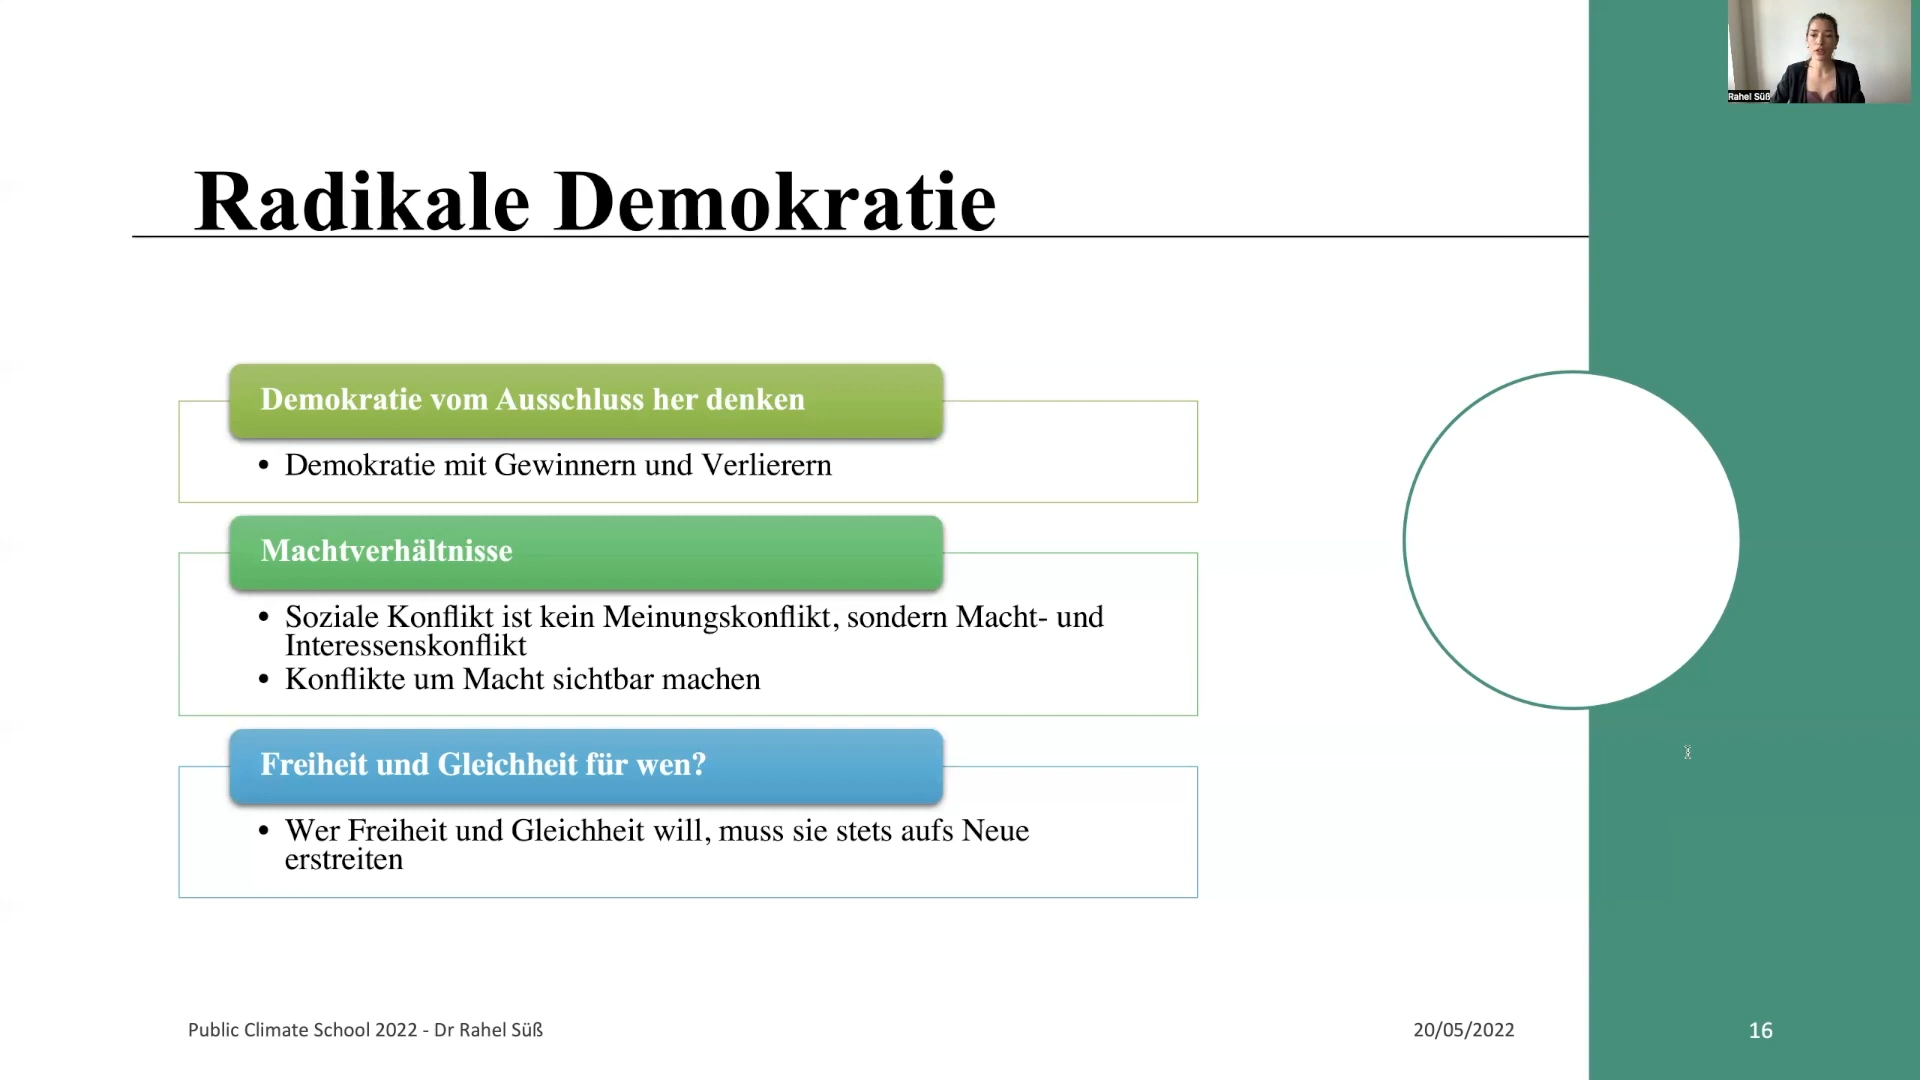 Rahel Süß
Radikale Demokratie
Demokratie vom Ausschluss her denken
• Demokratie mit Gewinnern und Verlierern
Machtverhältnisse
• Soziale Konflikt ist kein Meinungskonflikt, sondern Macht- und
Interessenskonflikt
• Konflikte um Macht sichtbar machen
Freiheit und Gleichheit für wen?
• Wer Freiheit und Gleichheit will, muss sie stets aufs Neue
erstreiten
Public Climate School 2022 - Dr Rahel Süß
20/05/2022
16